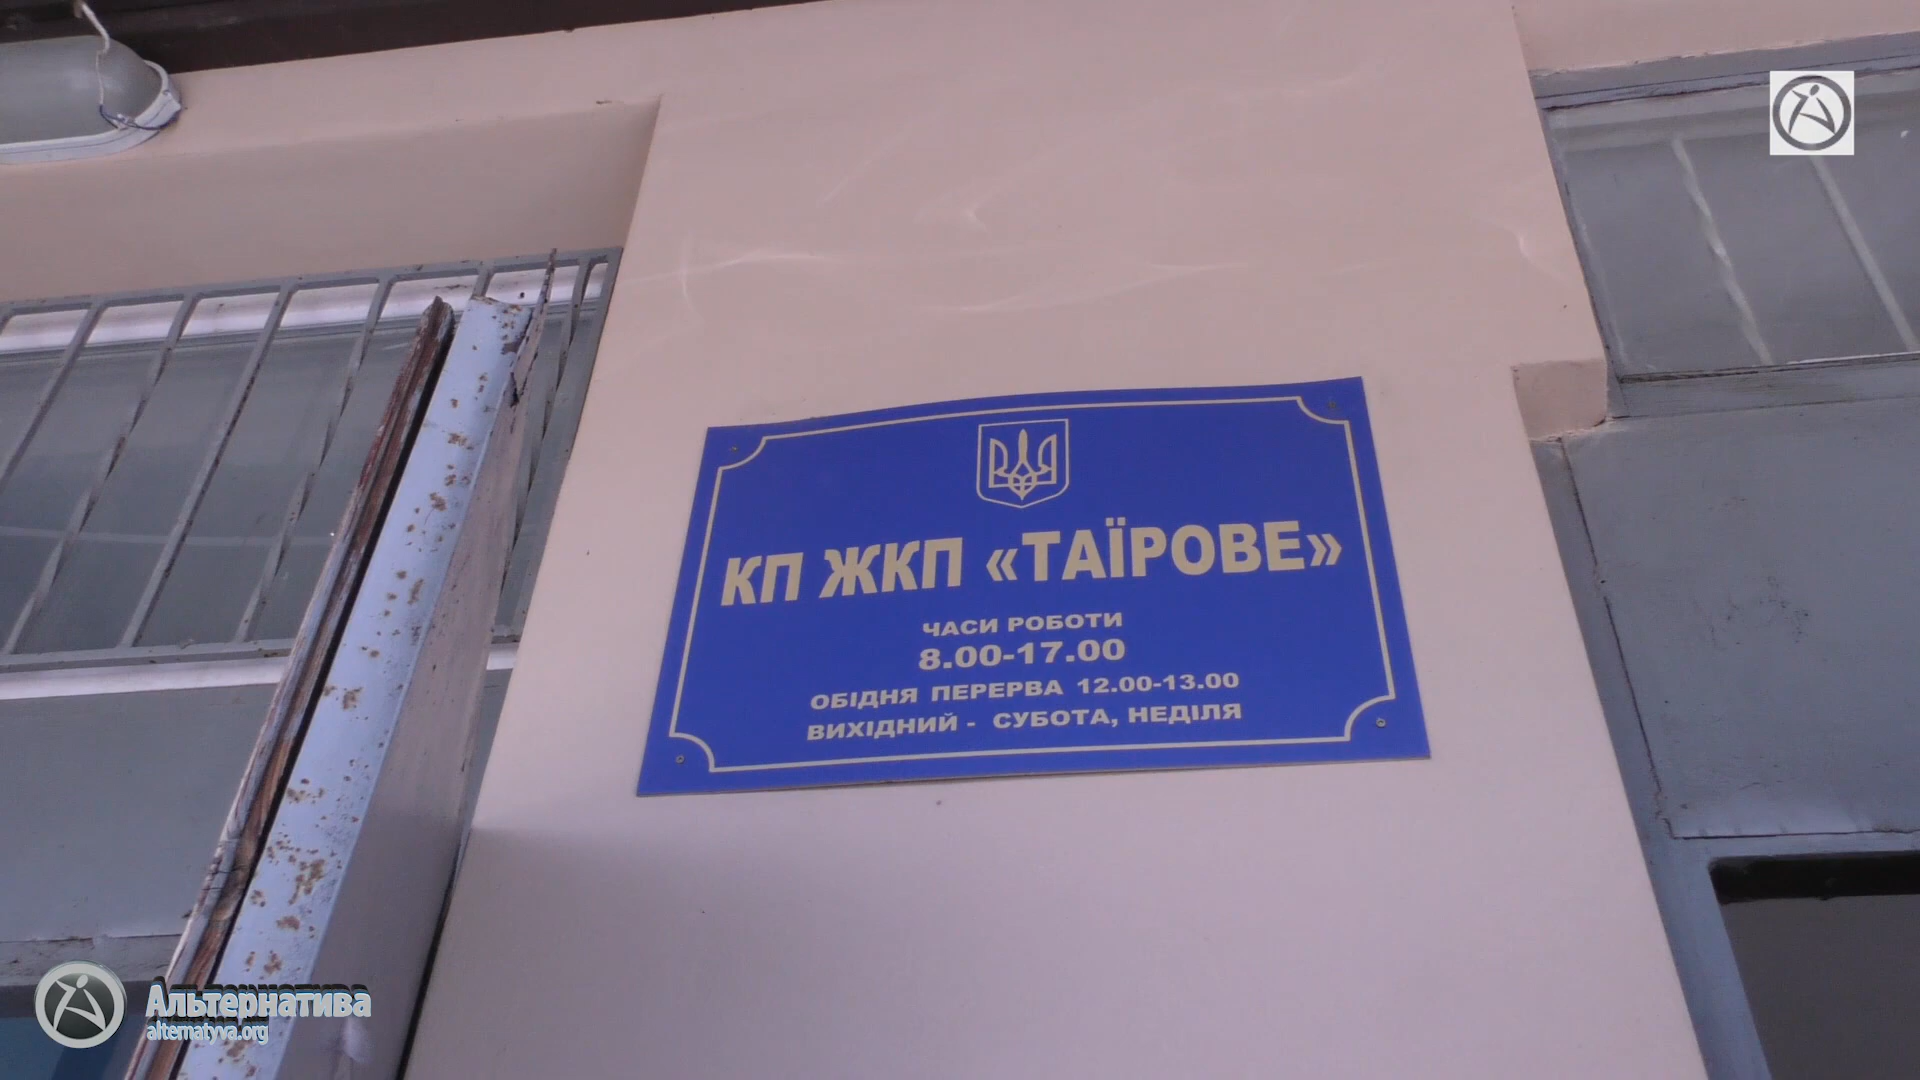 КП ЖКП «ТАЇРОВЕ»
ЧАСИ РОБОТИ
8.00-17.00
ОБІДНЯ ПЕРЕРВА 12.00-13.00
ВИХІДНИЙ - СУБОТА, НЕДІЛЯ
Альтернатива
alternatyva.org